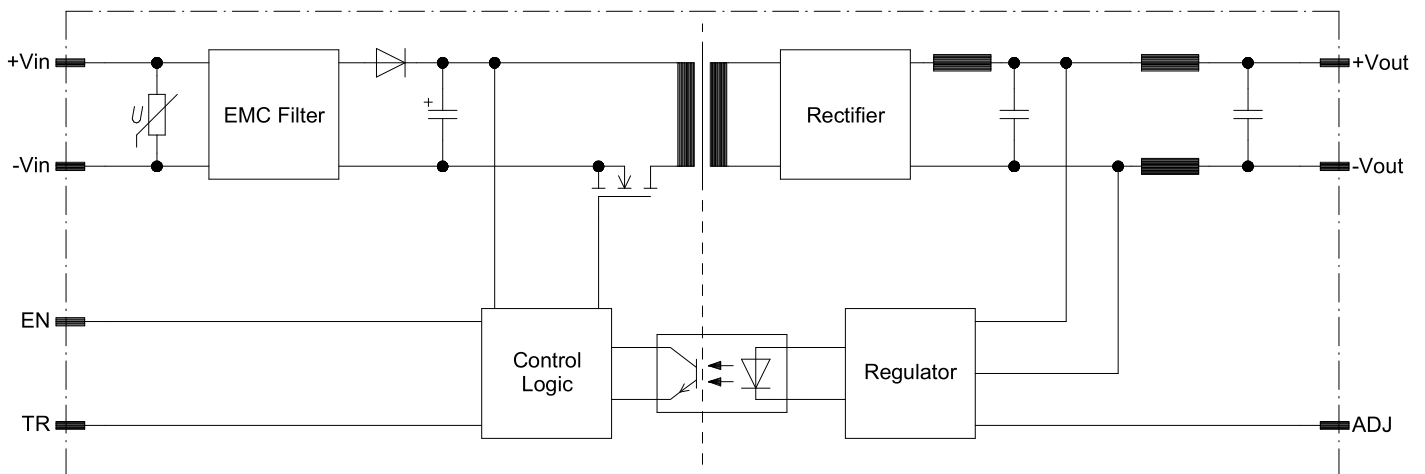 +Vin
+Vout
U
EMC Filter
+
Rectifier
-Vin
-Vout
EN
Control
Logic
Regulator
TR
ADJ